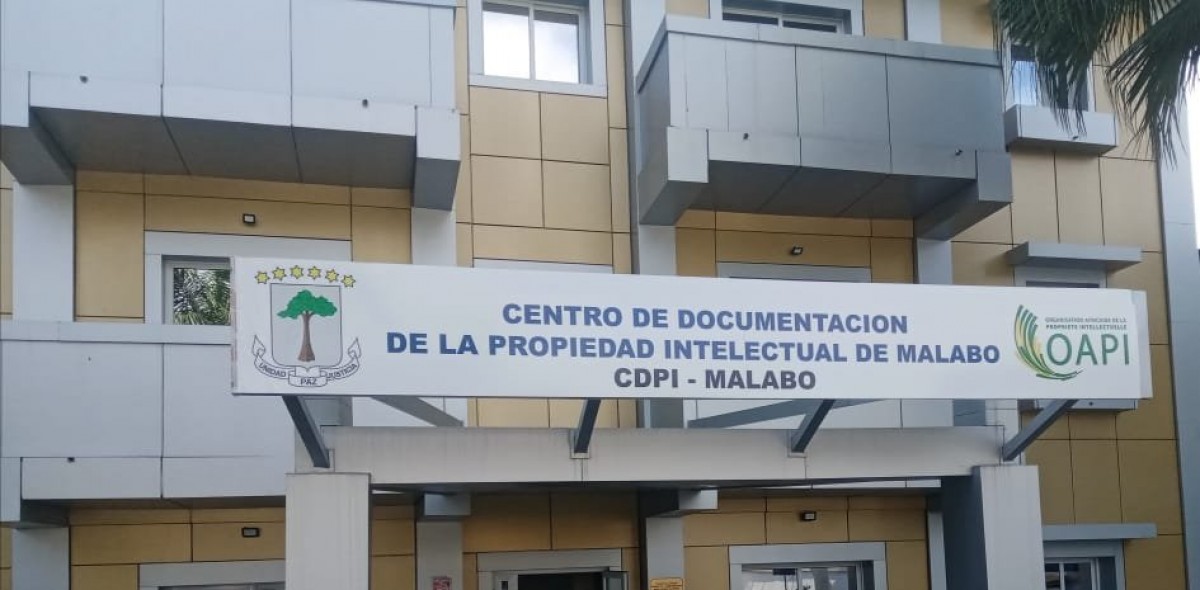 CENTRO DE DOCUMENTACION
DE LA PROPIEDAD INTELECTUAL DE MALABO
CDPI - MALABO
UNIDAD PAZ JUSTICIA
ORGANISATION AFRICAINE DE LA
PROPRIETE INTELLECTUELLE
OAPI